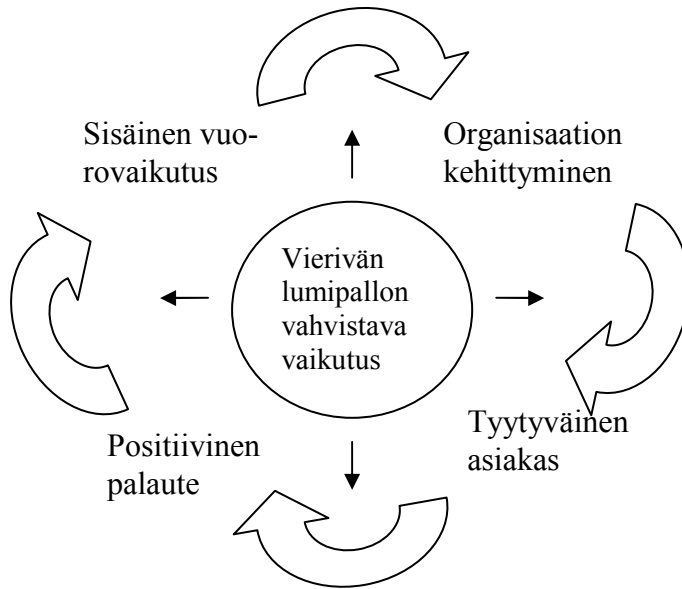 Sisäinen vuo-
rovaikutus
Organisaation
kehittyminen
Vierivän
lumipallon
vahvistava
vaikutus
Positiivinen
palaute
Tyytyväinen
asiakas